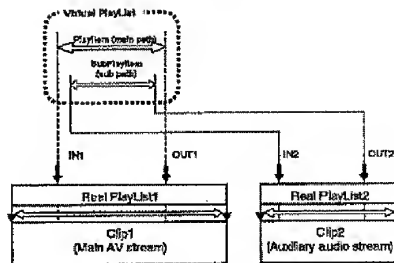 Virtual PlayList
PlayItem (main path)
SubPlayItem
(sub path)
IN1
OUT1
IN2
OUT2
Real PlayList1
Real PlayList2
Clip1
(Main AV stream)
Clip2
(Auxiliary audio stream)